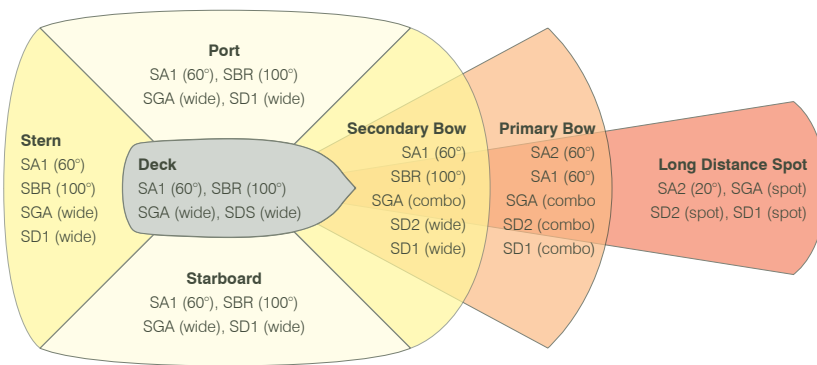 Port
SA1 (60°), SBR (100°)
SGA (wide), SD1 (wide)
Stern
SA1 (60°)
SBR (100°)
SGA (wide)
SD1 (wide)
Deck
SA1 (60°), SBR (100°)
SGA (wide), SDS (wide)
Secondary Bow
SA1 (60°)
SBR (100°)
SGA (combo)
SD2 (wide)
SD1 (wide)
Primary Bow
SA2 (60°)
SA1 (60°)
SGA (combo
SD2 (combo)
SD1 (combo)
Long Distance Spot
SA2 (20°), SGA (spot)
SD2 (spot), SD1 (spot)
Starboard
SA1 (60°), SBR (100°)
SGA (wide), SD1 (wide)